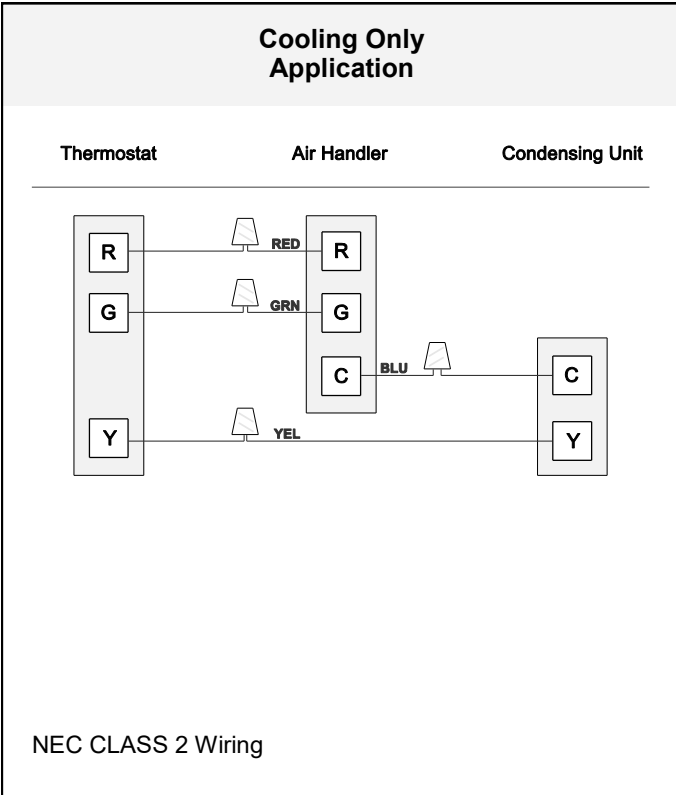 Cooling Only
Application
Thermostat Air Handler Condensing Unit
R RED R
G GRN G
C BLU C
Y YEL Y
NEC CLASS 2 Wiring